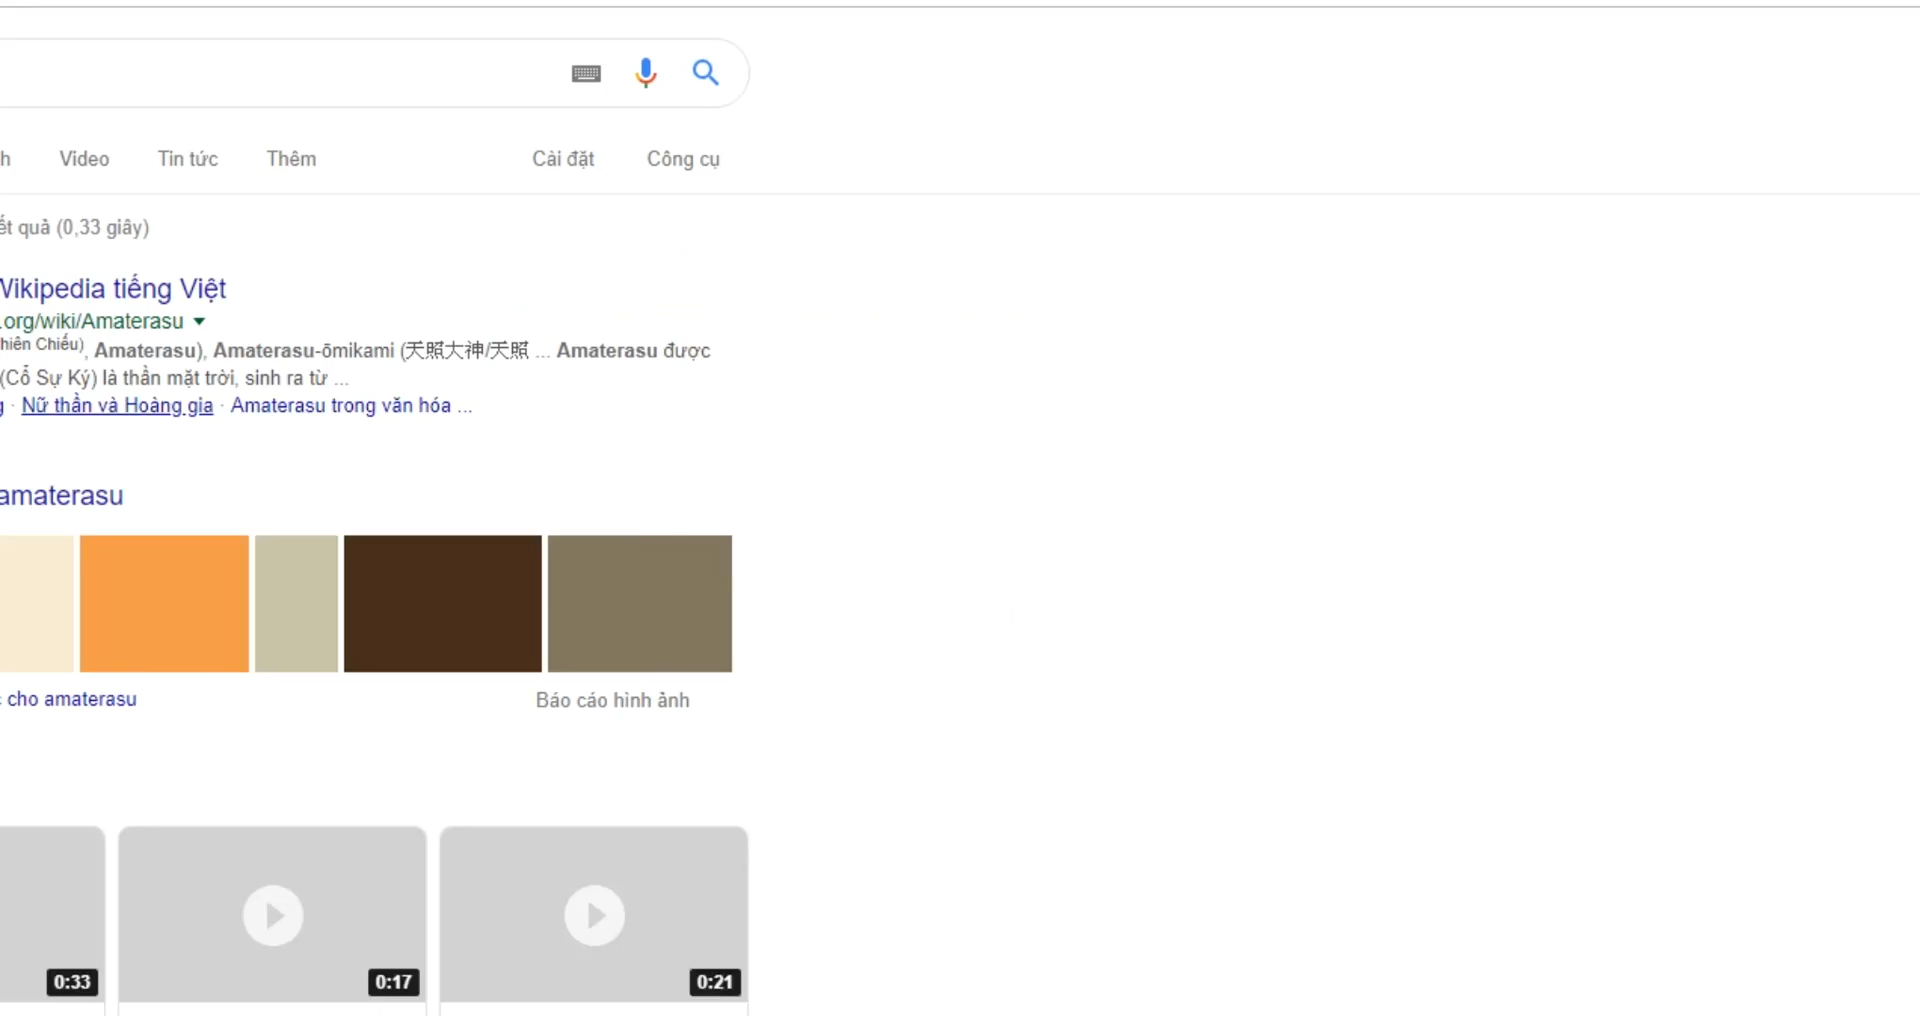 Video Tin tức Thêm Cài đặt Công cụ
quả (0,33 giây)
Wikipedia tiếng Việt
.org/wiki/Amaterasu
Chiếu), Amaterasu), Amaterasu-ōmikami (天照大神/天照 ... Amaterasu được
(Cổ Sự Ký) là thần mặt trời, sinh ra từ ...
· Nữ thần và Hoàng gia · Amaterasu trong văn hóa ...
amaterasu
cho amaterasu Báo cáo hình ảnh
0:33 0:17 0:21